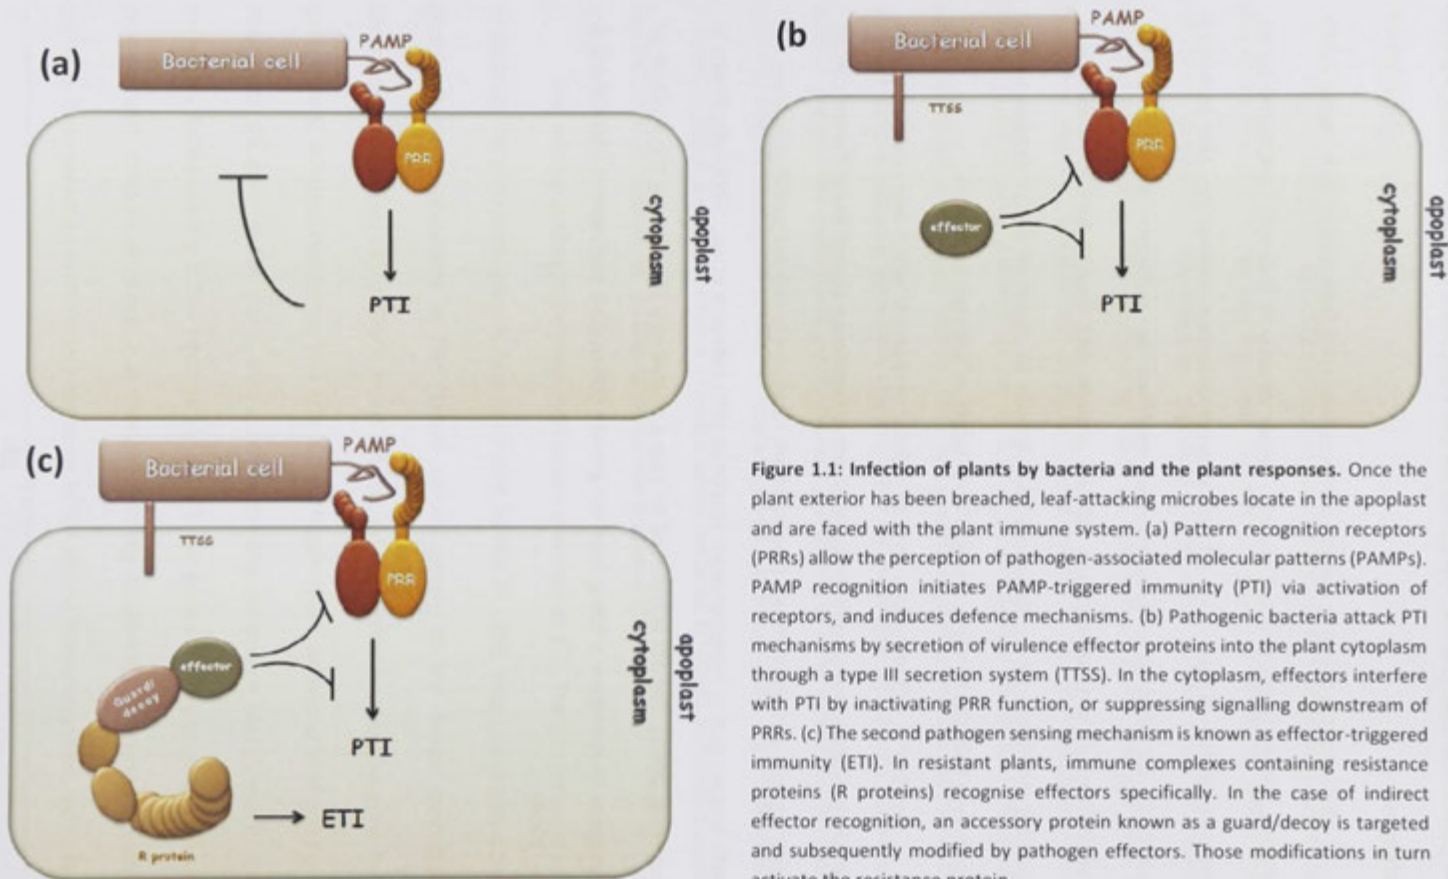 (a)
Bacterial cell
PAMP
PRR
PTI
cytoplasm
apoplast
(b)
Bacterial cell
PAMP
TTSS
PRR
effector
PTI
cytoplasm
apoplast
(c)
Bacterial cell
PAMP
TTSS
PRR
effector
Guard/
decoy
PTI
ETI
R protein
cytoplasm
apoplast
Figure 1.1: Infection of plants by bacteria and the plant responses. Once the
plant exterior has been breached, leaf-attacking microbes locate in the apoplast
and are faced with the plant immune system. (a) Pattern recognition receptors
(PRRs) allow the perception of pathogen-associated molecular patterns (PAMPs).
PAMP recognition initiates PAMP-triggered immunity (PTI) via activation of
receptors, and induces defence mechanisms. (b) Pathogenic bacteria attack PTI
mechanisms by secretion of virulence effector proteins into the plant cytoplasm
through a type III secretion system (TTSS). In the cytoplasm, effectors interfere
with PTI by inactivating PRR function, or suppressing signalling downstream of
PRRs. (c) The second pathogen sensing mechanism is known as effector-triggered
immunity (ETI). In resistant plants, immune complexes containing resistance
proteins (R proteins) recognise effectors specifically. In the case of indirect
effector recognition, an accessory protein known as a guard/decoy is targeted
and subsequently modified by pathogen effectors. Those modifications in turn
activate the resistance protein.